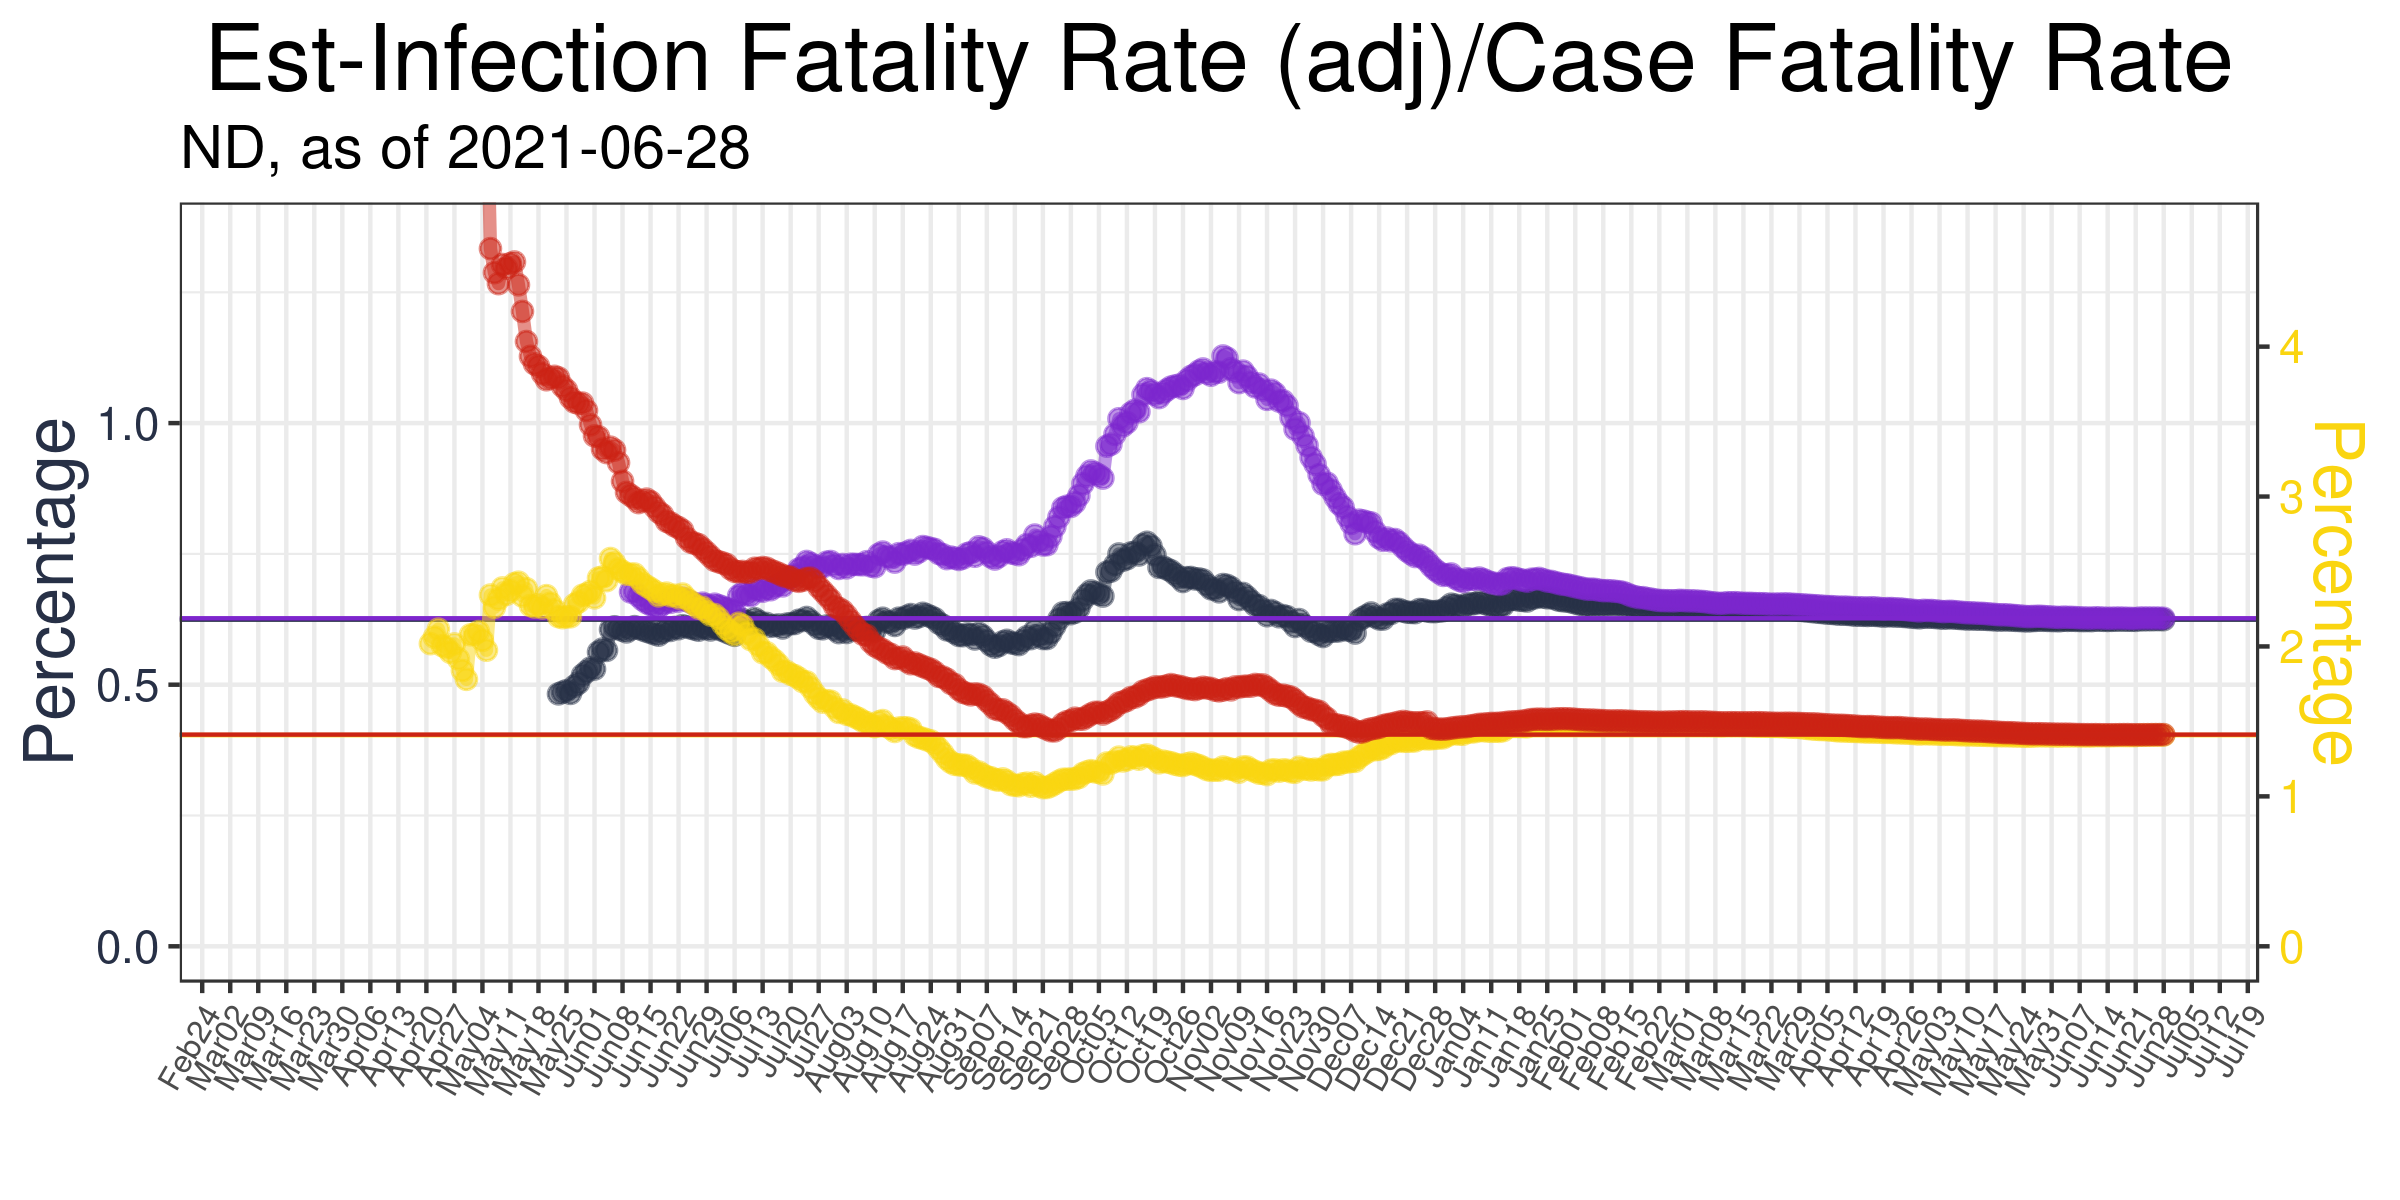 Est-Infection Fatality Rate (adj)/Case Fatality Rate
ND, as of 2021-06-28
Percentage
1.0
0.5
0.0
4
3
2
1
0
Percentage
Feb24
Mar02
Mar09
Mar16
Mar23
Mar30
Apr06
Apr13
Apr20
Apr27
May04
May11
May18
May25
Jun01
Jun08
Jun15
Jun22
Jun29
Jul06
Jul13
Jul20
Jul27
Aug03
Aug10
Aug17
Aug24
Aug31
Sep07
Sep14
Sep21
Sep28
Oct05
Oct12
Oct19
Oct26
Nov02
Nov09
Nov16
Nov23
Nov30
Dec07
Dec14
Dec21
Dec28
Jan04
Jan11
Jan18
Jan25
Feb01
Feb08
Feb15
Feb22
Mar01
Mar08
Mar15
Mar22
Mar29
Apr05
Apr12
Apr19
Apr26
May03
May10
May17
May24
May31
May07
Jun14
Jun21
Jun28
Jul05
Jul12
Jul19